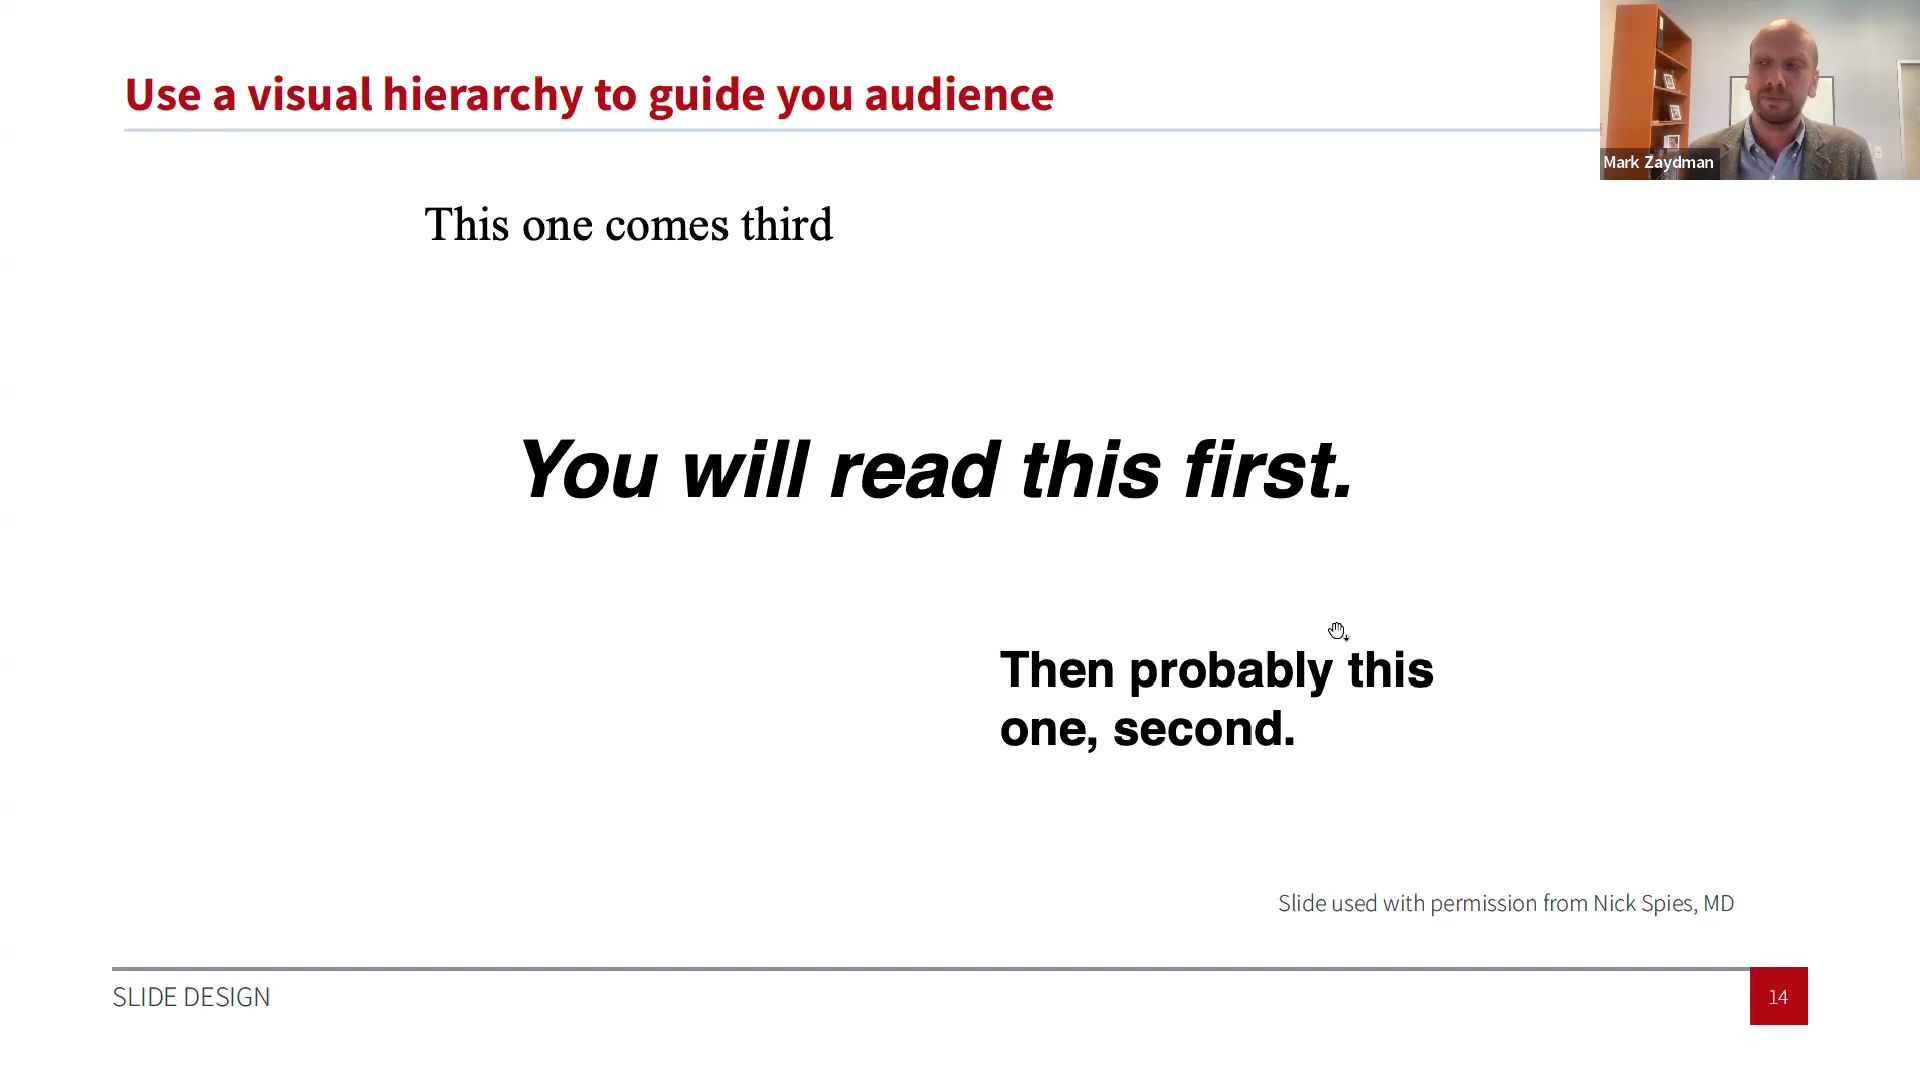 Use a visual hierarchy to guide you audience
Mark Zaydman
This one comes third
You will read this first.
Then probably this
one, second.
Slide used with permission from Nick Spies, MD
SLIDE DESIGN
14